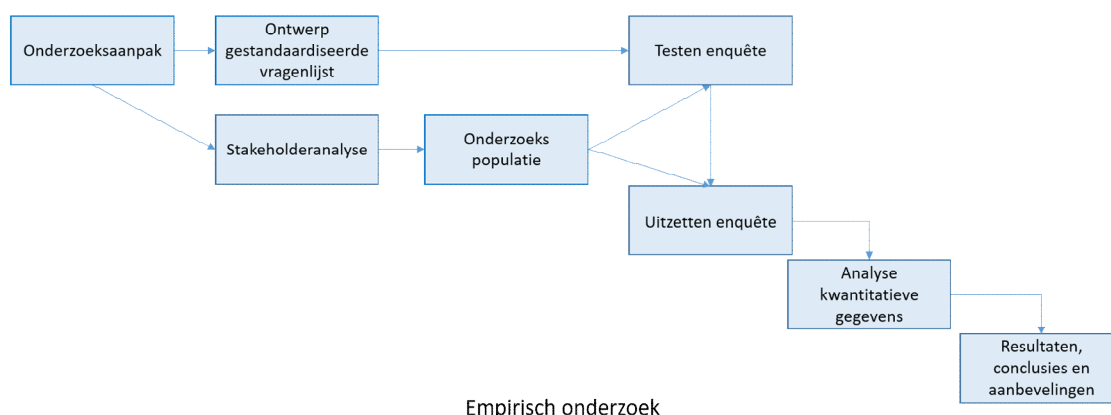 Onderzoeksaanpak
Ontwerp
gestandaardiseerde
vragenlijst
Testen enquête
Stakeholderanalyse
Onderzoeks
populatie
Uitzetten enquête
Analyse
kwantitatieve
gegevens
Resultaten,
conclusies en
aanbevelingen
Empirisch onderzoek